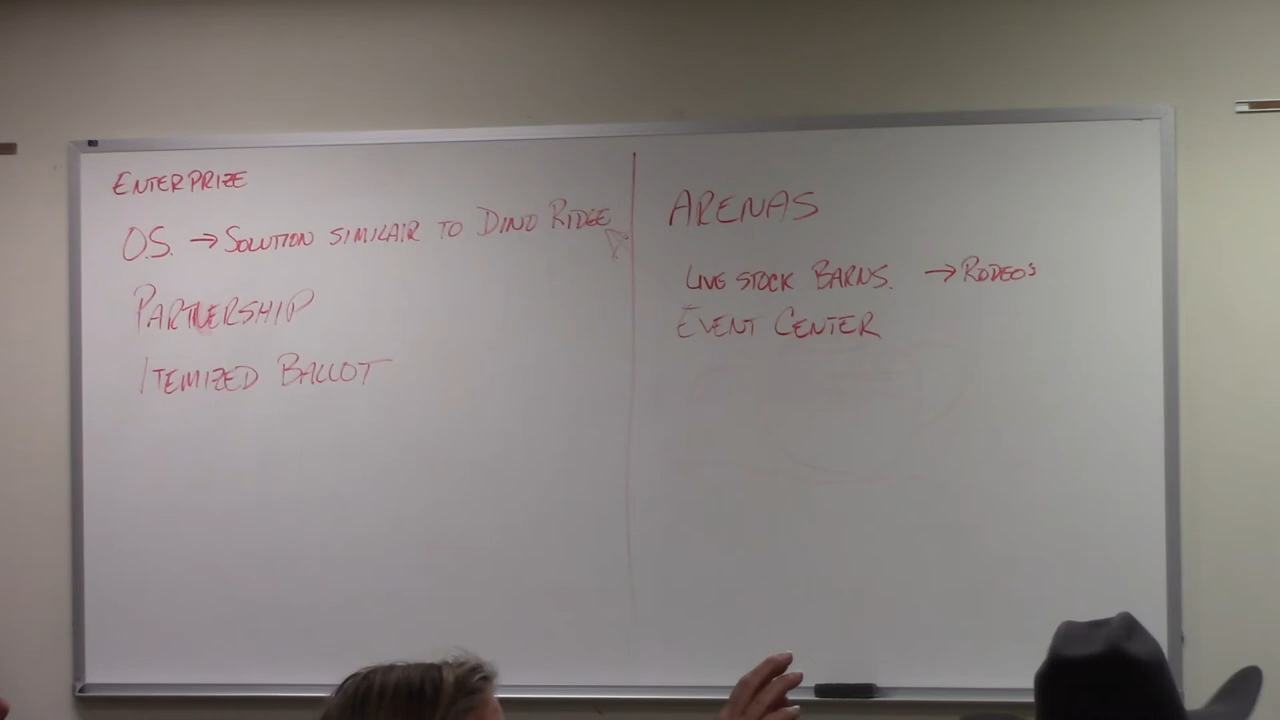 ENTERPRIZE
O.S. → SOLUTION SIMILAIR TO DINO RIDGE
PARTNERSHIP
ITEMIZED BALLOT
ARENAS
LIVE STOCK BARNS. → RODEO'S
EVENT CENTER